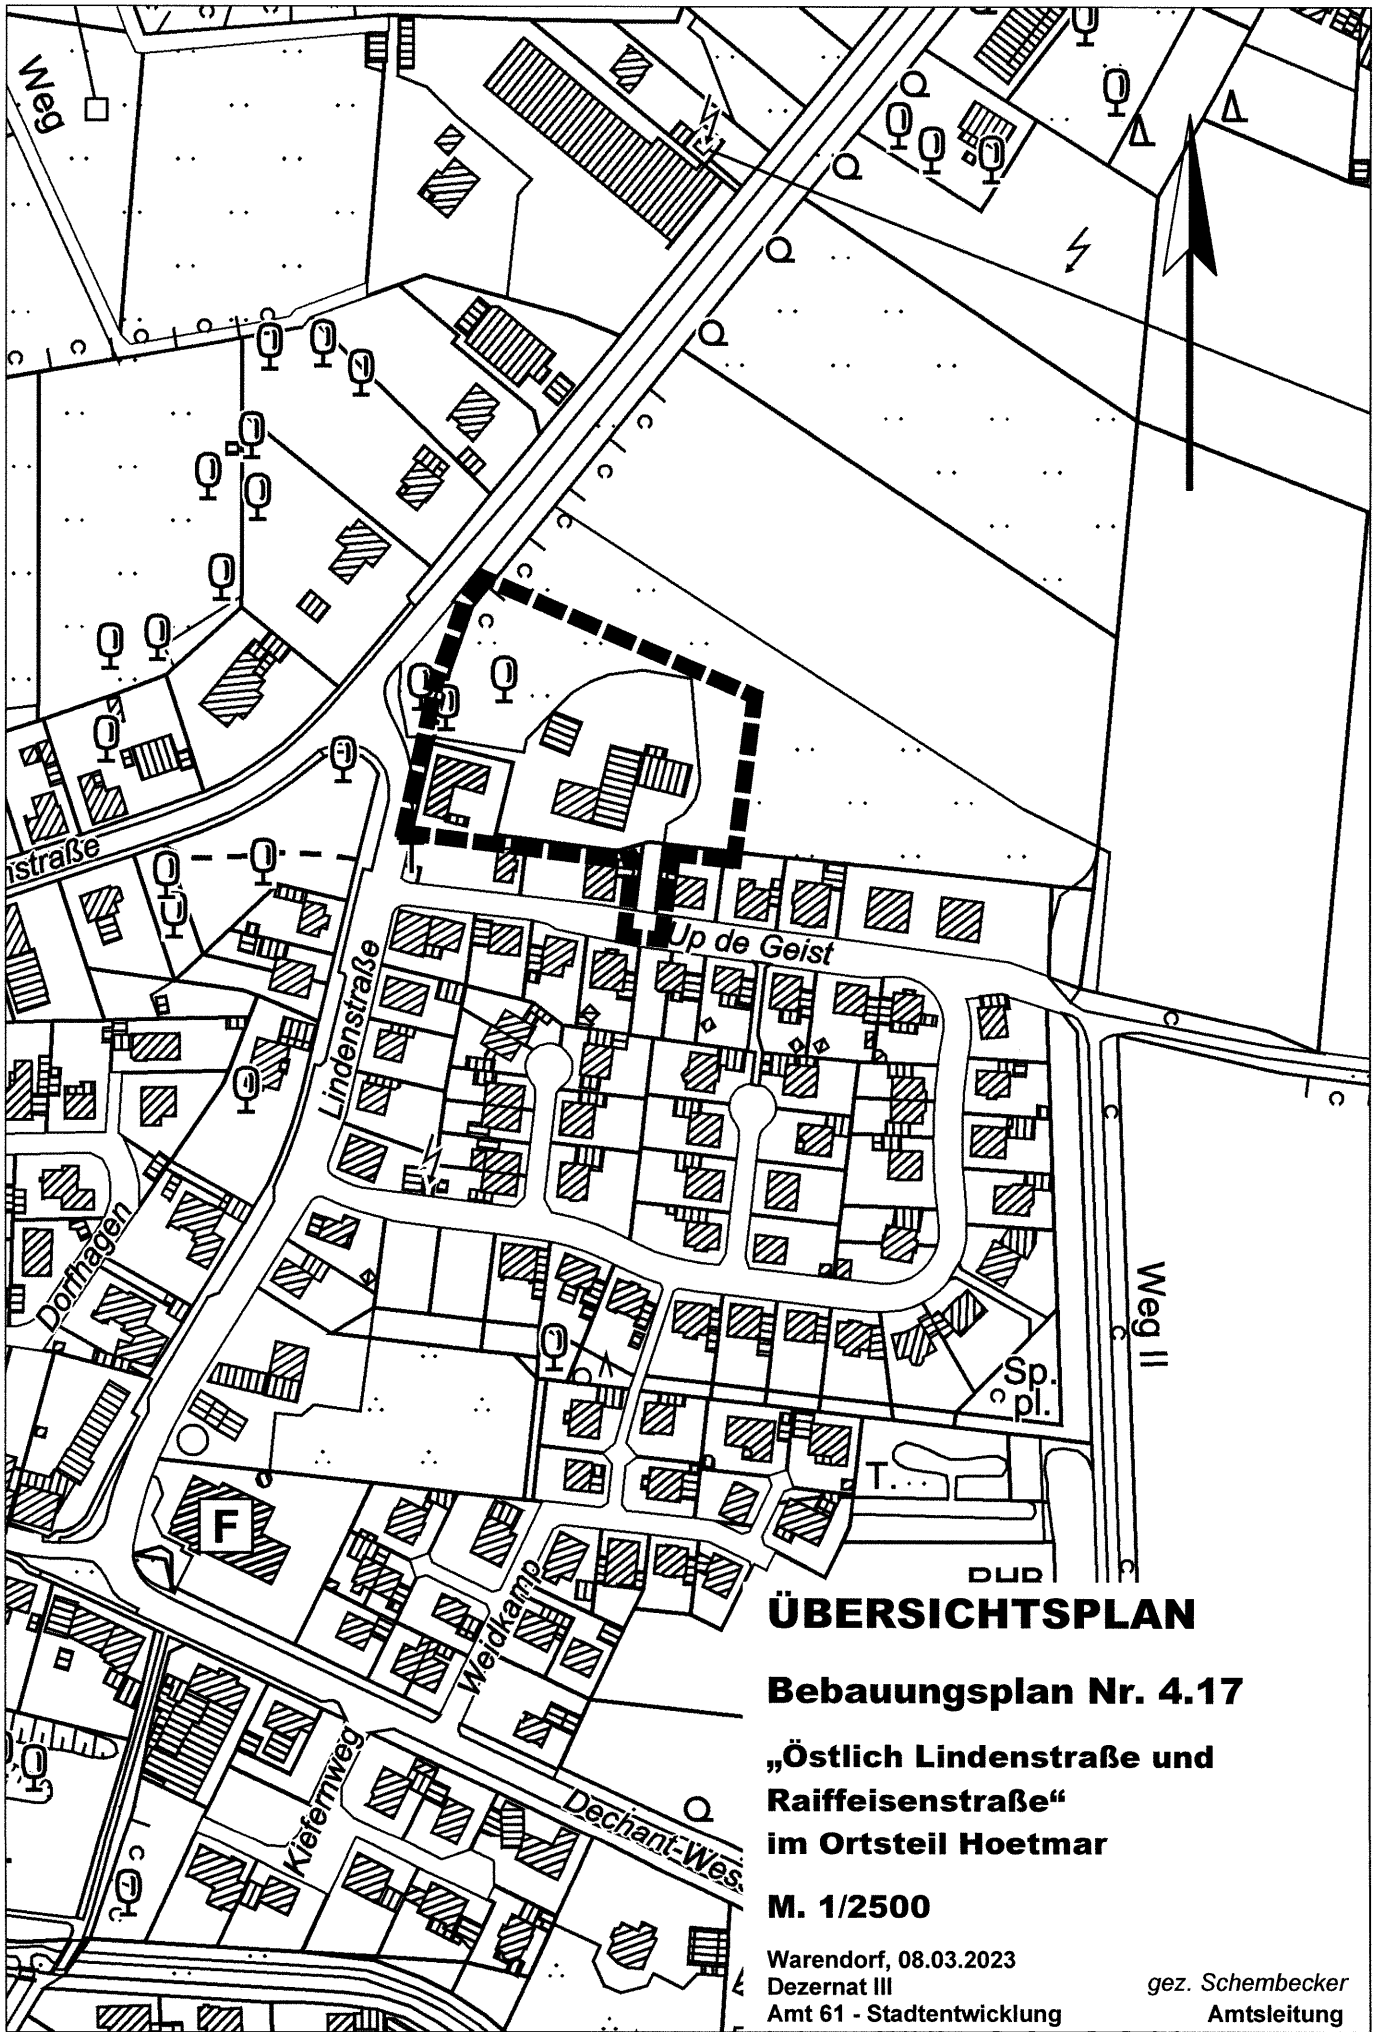 Weg
nstraße
Lindenstraße
Up de Geist
Dorfhagen
Weg II
Sp.
pl.
T.
F
Weidkamp
Kiefernweg
Dechant-Wess
ÜBERSICHTSPLAN
Bebauungsplan Nr. 4.17
„Östlich Lindenstraße und
Raiffeisenstraße“
im Ortsteil Hoetmar
M. 1/2500
Warendorf, 08.03.2023
Dezernat III
Amt 61 - Stadtentwicklung
gez. Schembecker
Amtsleitung